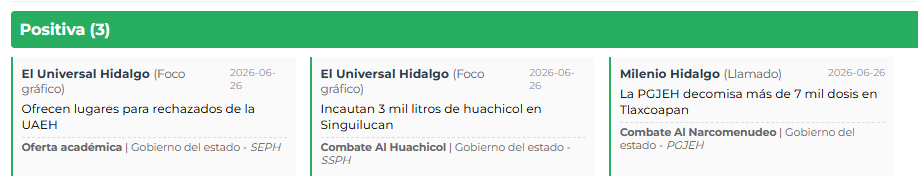 Positiva (3)
El Universal Hidalgo (Foco
gráfico)
2026-06-
26
Ofrecen lugares para rechazados de la
UAEH
Oferta académica | Gobierno del estado - SEPH
El Universal Hidalgo (Foco
gráfico)
2026-06-
26
Incautan 3 mil litros de huachicol en
Singuilucan
Combate Al Huachicol | Gobierno del estado -
SSPH
Milenio Hidalgo (Llamado)
2026-06-26
La PGJEH decomisa más de 7 mil dosis en
Tlaxcoapan
Combate Al Narcomenudeo | Gobierno del
estado - PGJEH